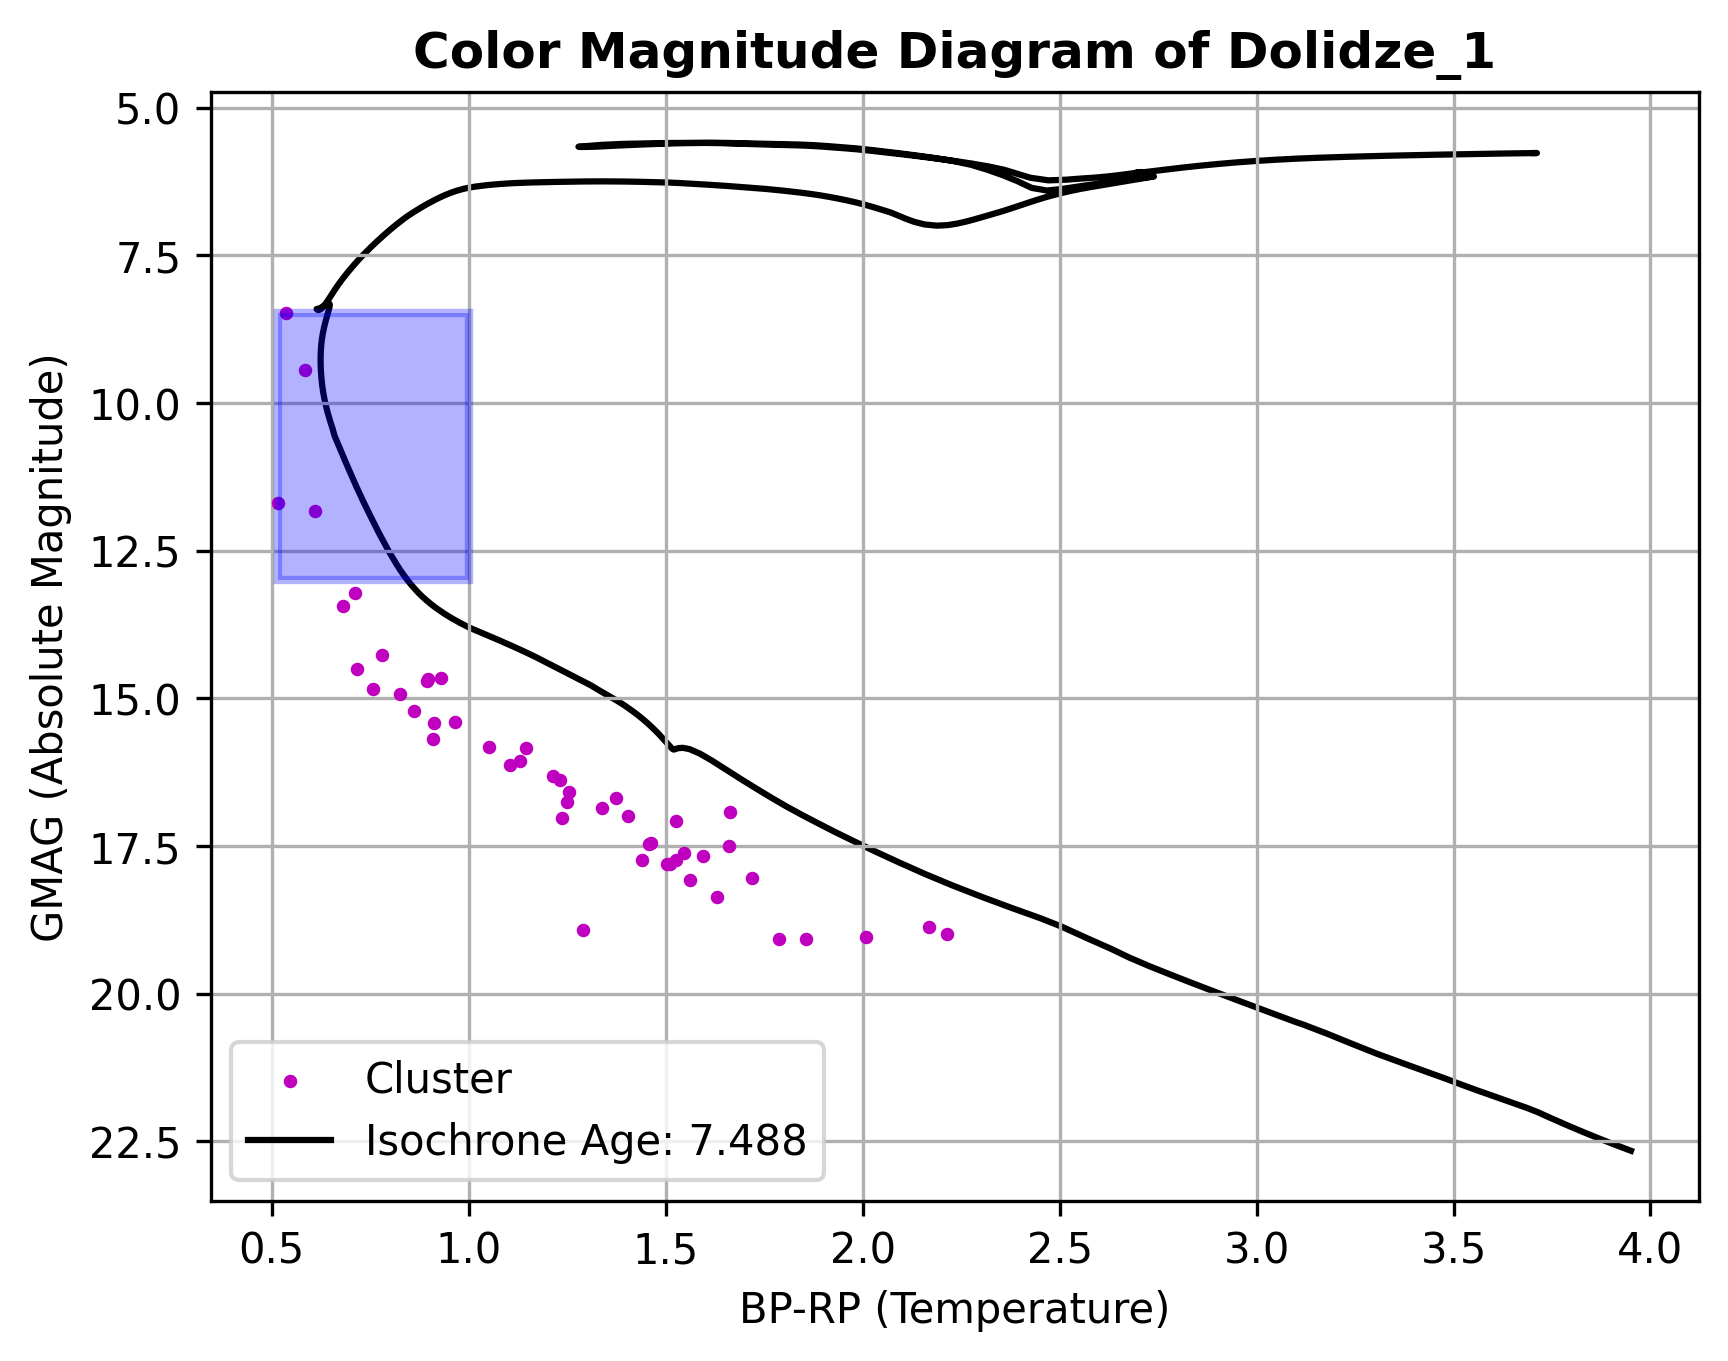 Color Magnitude Diagram of Dolidze_1
GMAG (Absolute Magnitude)
5.0
7.5
10.0
12.5
15.0
17.5
20.0
22.5
Cluster
Isochrone Age: 7.488
0.5 1.0 1.5 2.0 2.5 3.0 3.5 4.0
BP-RP (Temperature)